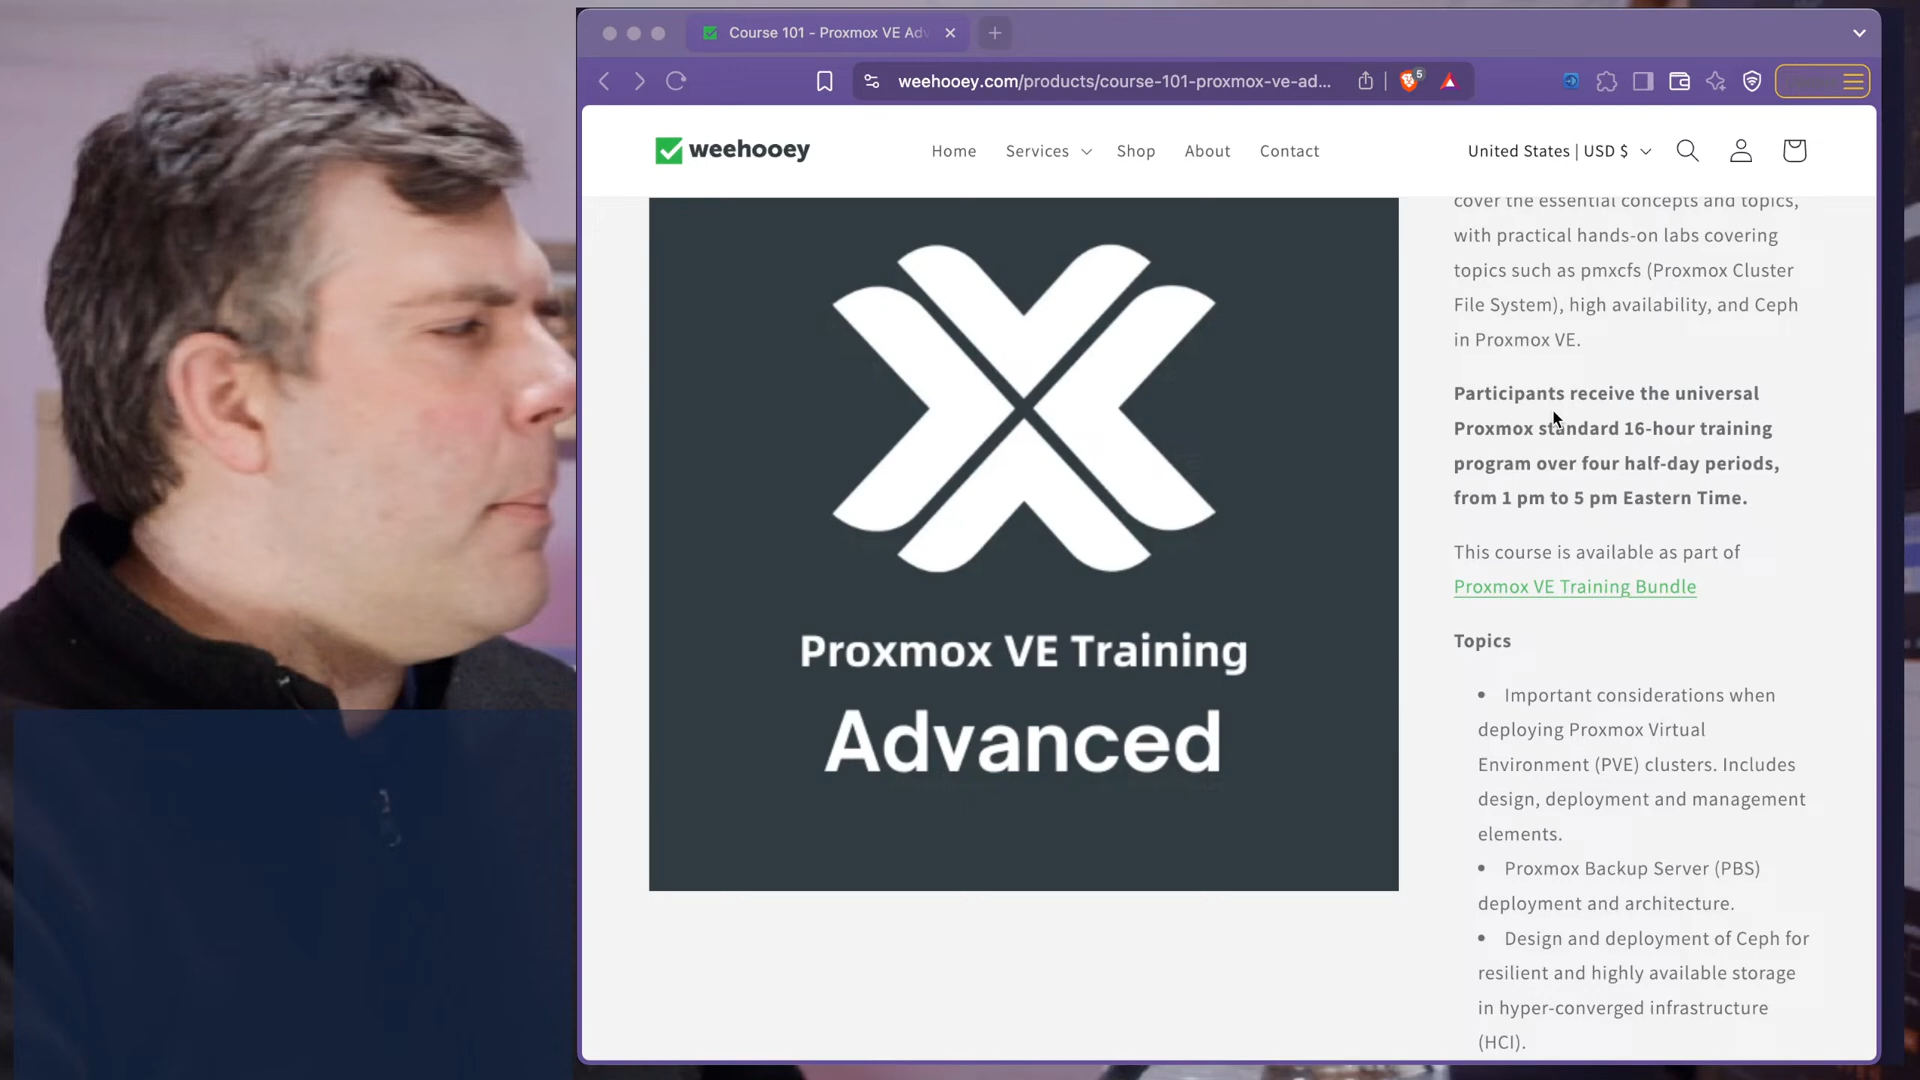 Course 101 - Proxmox VE Adv
weehooey.com/products/course-101-proxmox-ve-ad...
5
weehooey
Home
Services
Shop
About
Contact
United States | USD $
cover the essential concepts and topics,
with practical hands-on labs covering
topics such as pmxcfs (Proxmox Cluster
File System), high availability, and Ceph
in Proxmox VE.
Participants receive the universal
Proxmox standard 16-hour training
program over four half-day periods,
from 1 pm to 5 pm Eastern Time.
This course is available as part of
Proxmox VE Training Bundle
Topics
Important considerations when
deploying Proxmox Virtual
Environment (PVE) clusters. Includes
design, deployment and management
elements.
Proxmox Backup Server (PBS)
deployment and architecture.
Design and deployment of Ceph for
resilient and highly available storage
in hyper-converged infrastructure
(HCI).
Proxmox VE Training
Advanced